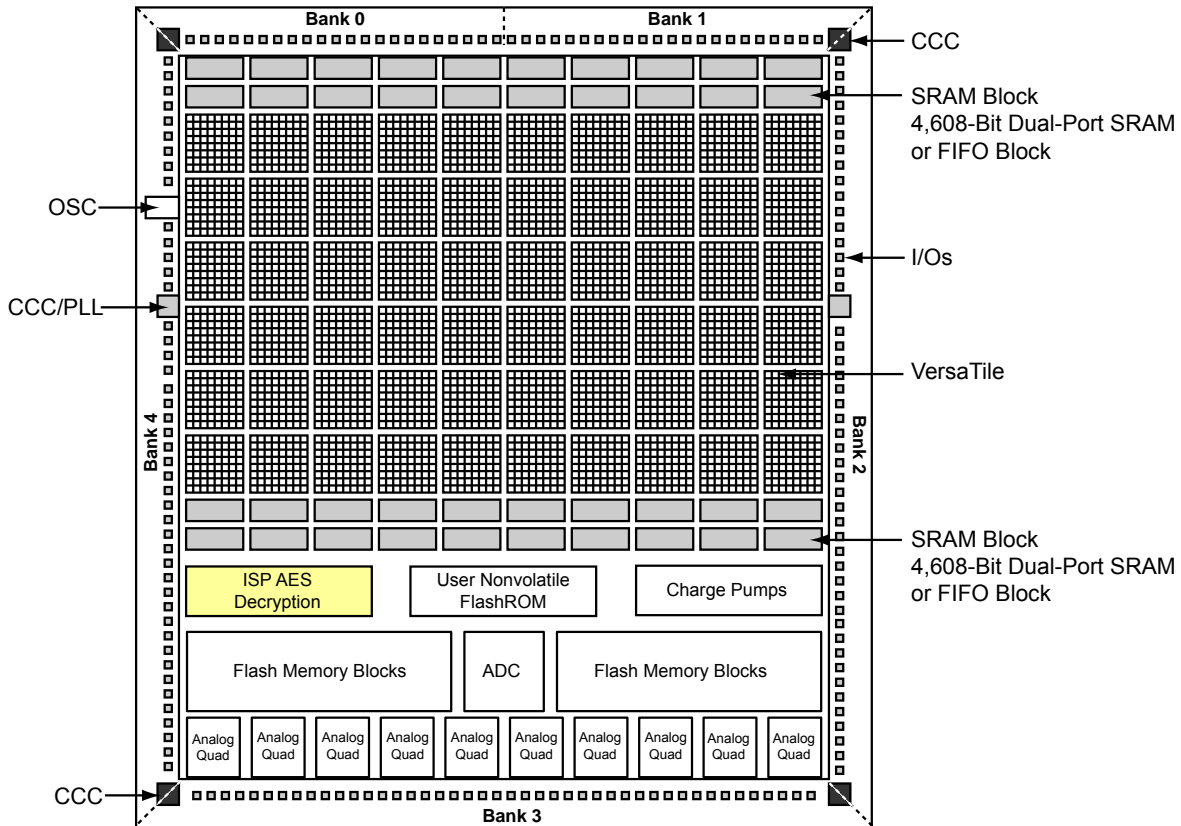 Bank 0
Bank 1
CCC
SRAM Block
4,608-Bit Dual-Port SRAM
or FIFO Block
OSC
I/Os
CCC/PLL
VersaTile
Bank 4
Bank 2
SRAM Block
4,608-Bit Dual-Port SRAM
or FIFO Block
ISP AES
Decryption
User Nonvolatile
FlashROM
Charge Pumps
Flash Memory Blocks
ADC
Flash Memory Blocks
Analog
Quad
Analog
Quad
Analog
Quad
Analog
Quad
Analog
Quad
Analog
Quad
Analog
Quad
Analog
Quad
Analog
Quad
Analog
Quad
CCC
Bank 3